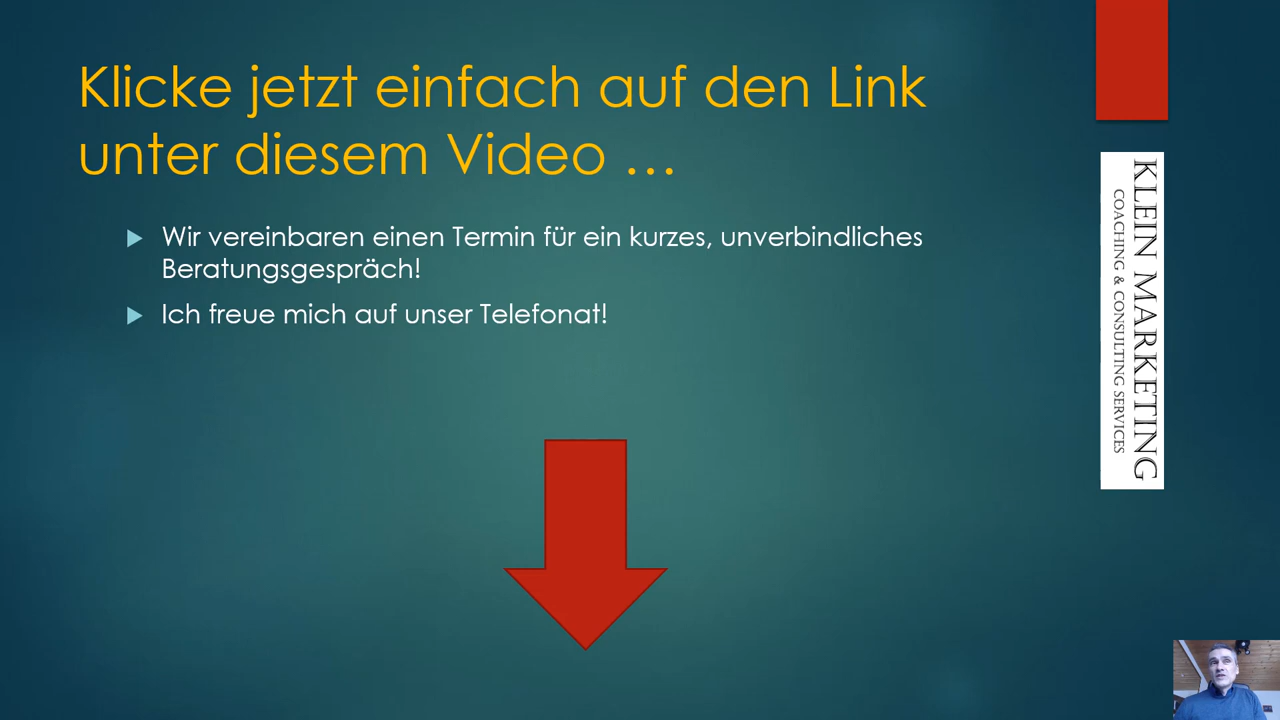 Klicke jetzt einfach auf den Link
unter diesem Video …
Wir vereinbaren einen Termin für ein kurzes, unverbindliches
Beratungsgespräch!
Ich freue mich auf unser Telefonat!
KLEIN MARKETING
COACHING & CONSULTING SERVICES